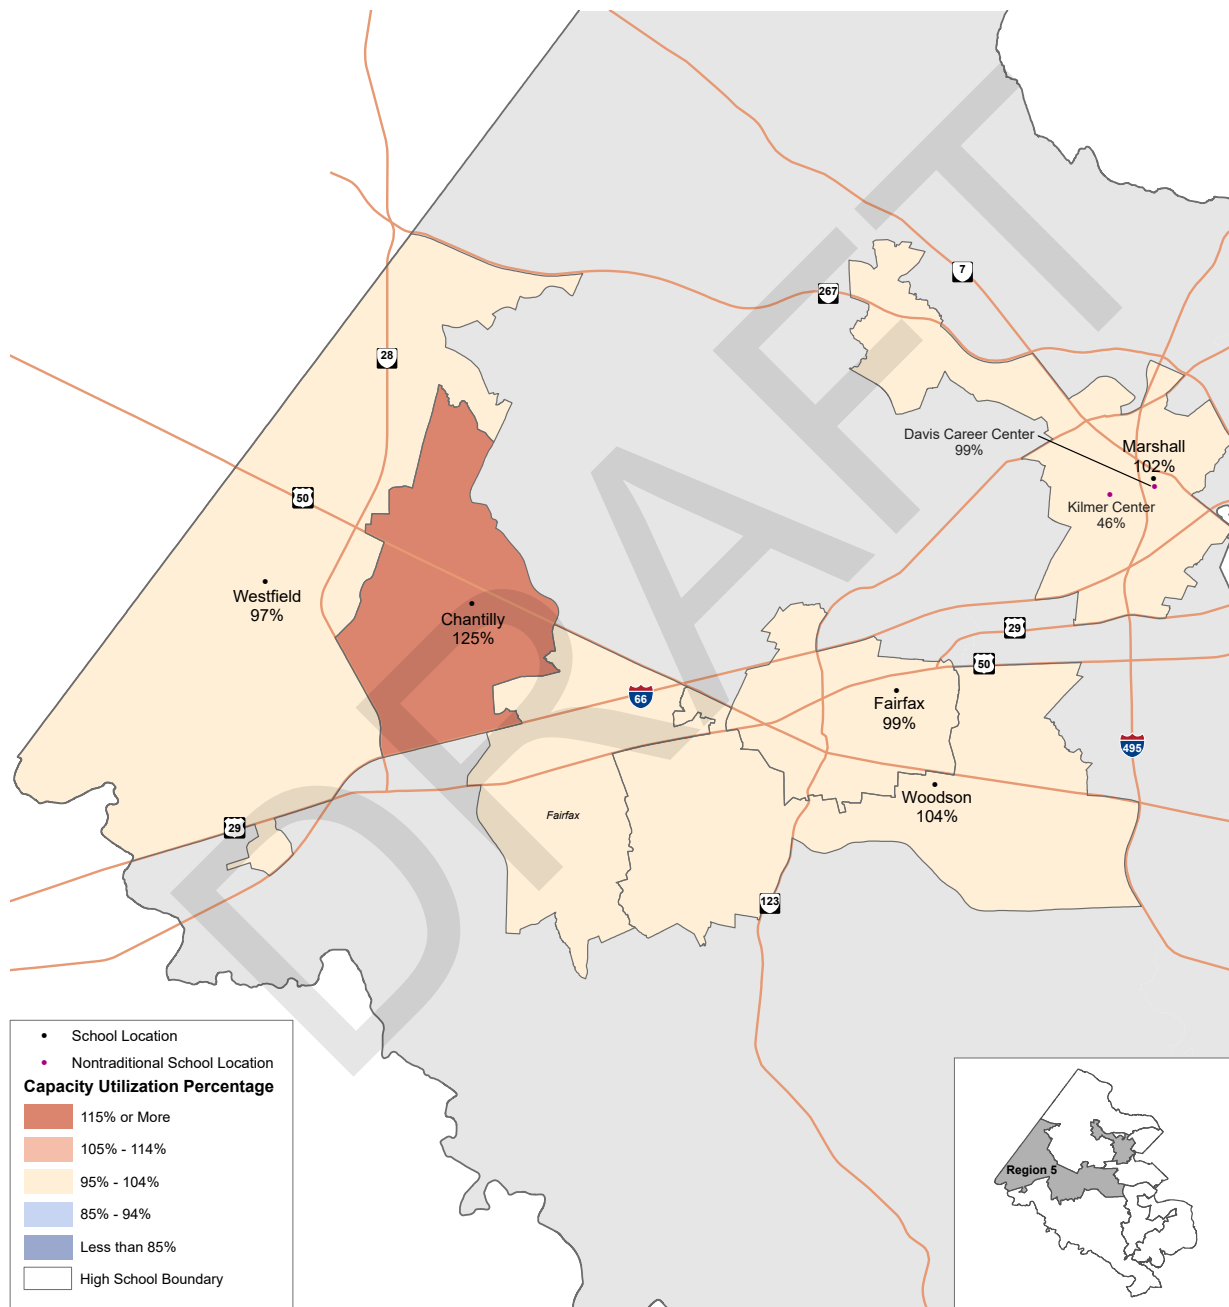 7
267
28
Davis Career Center
99%
Marshall
102%
50
Kilmer Center
46%
Westfield
97%
Chantilly
125%
29
50
66
Fairfax
99%
495
Woodson
104%
Fairfax
29
123
DRAFT
School Location
Nontraditional School Location
Capacity Utilization Percentage
115% or More
105% - 114%
95% - 104%
85% - 94%
Less than 85%
High School Boundary
Region 5